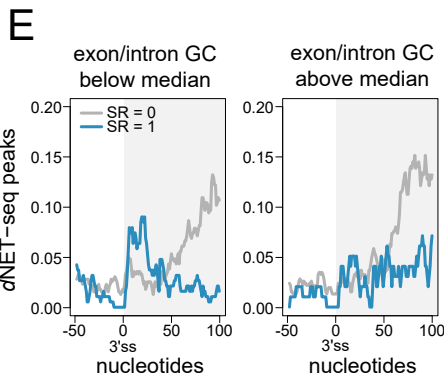 E
exon/intron GC
below median
exon/intron GC
above median
dNET−seq peaks
0.20
0.15
0.10
0.05
0.00
SR = 0
SR = 1
-50
0
50
100
3'ss
nucleotides
0.20
0.15
0.10
0.05
0.00
-50
0
50
100
3'ss
nucleotides